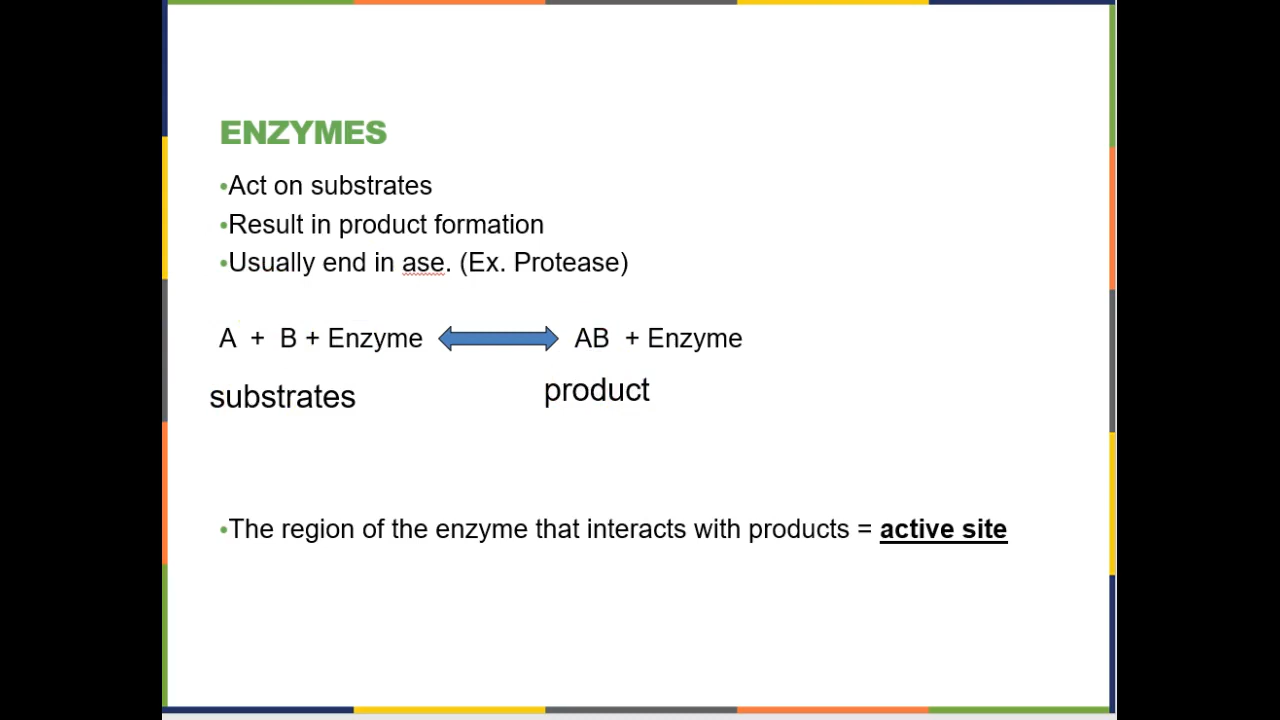 ENZYMES
•Act on substrates
•Result in product formation
•Usually end in ase. (Ex. Protease)
A + B + Enzyme AB + Enzyme
substrates product
•The region of the enzyme that interacts with products = active site